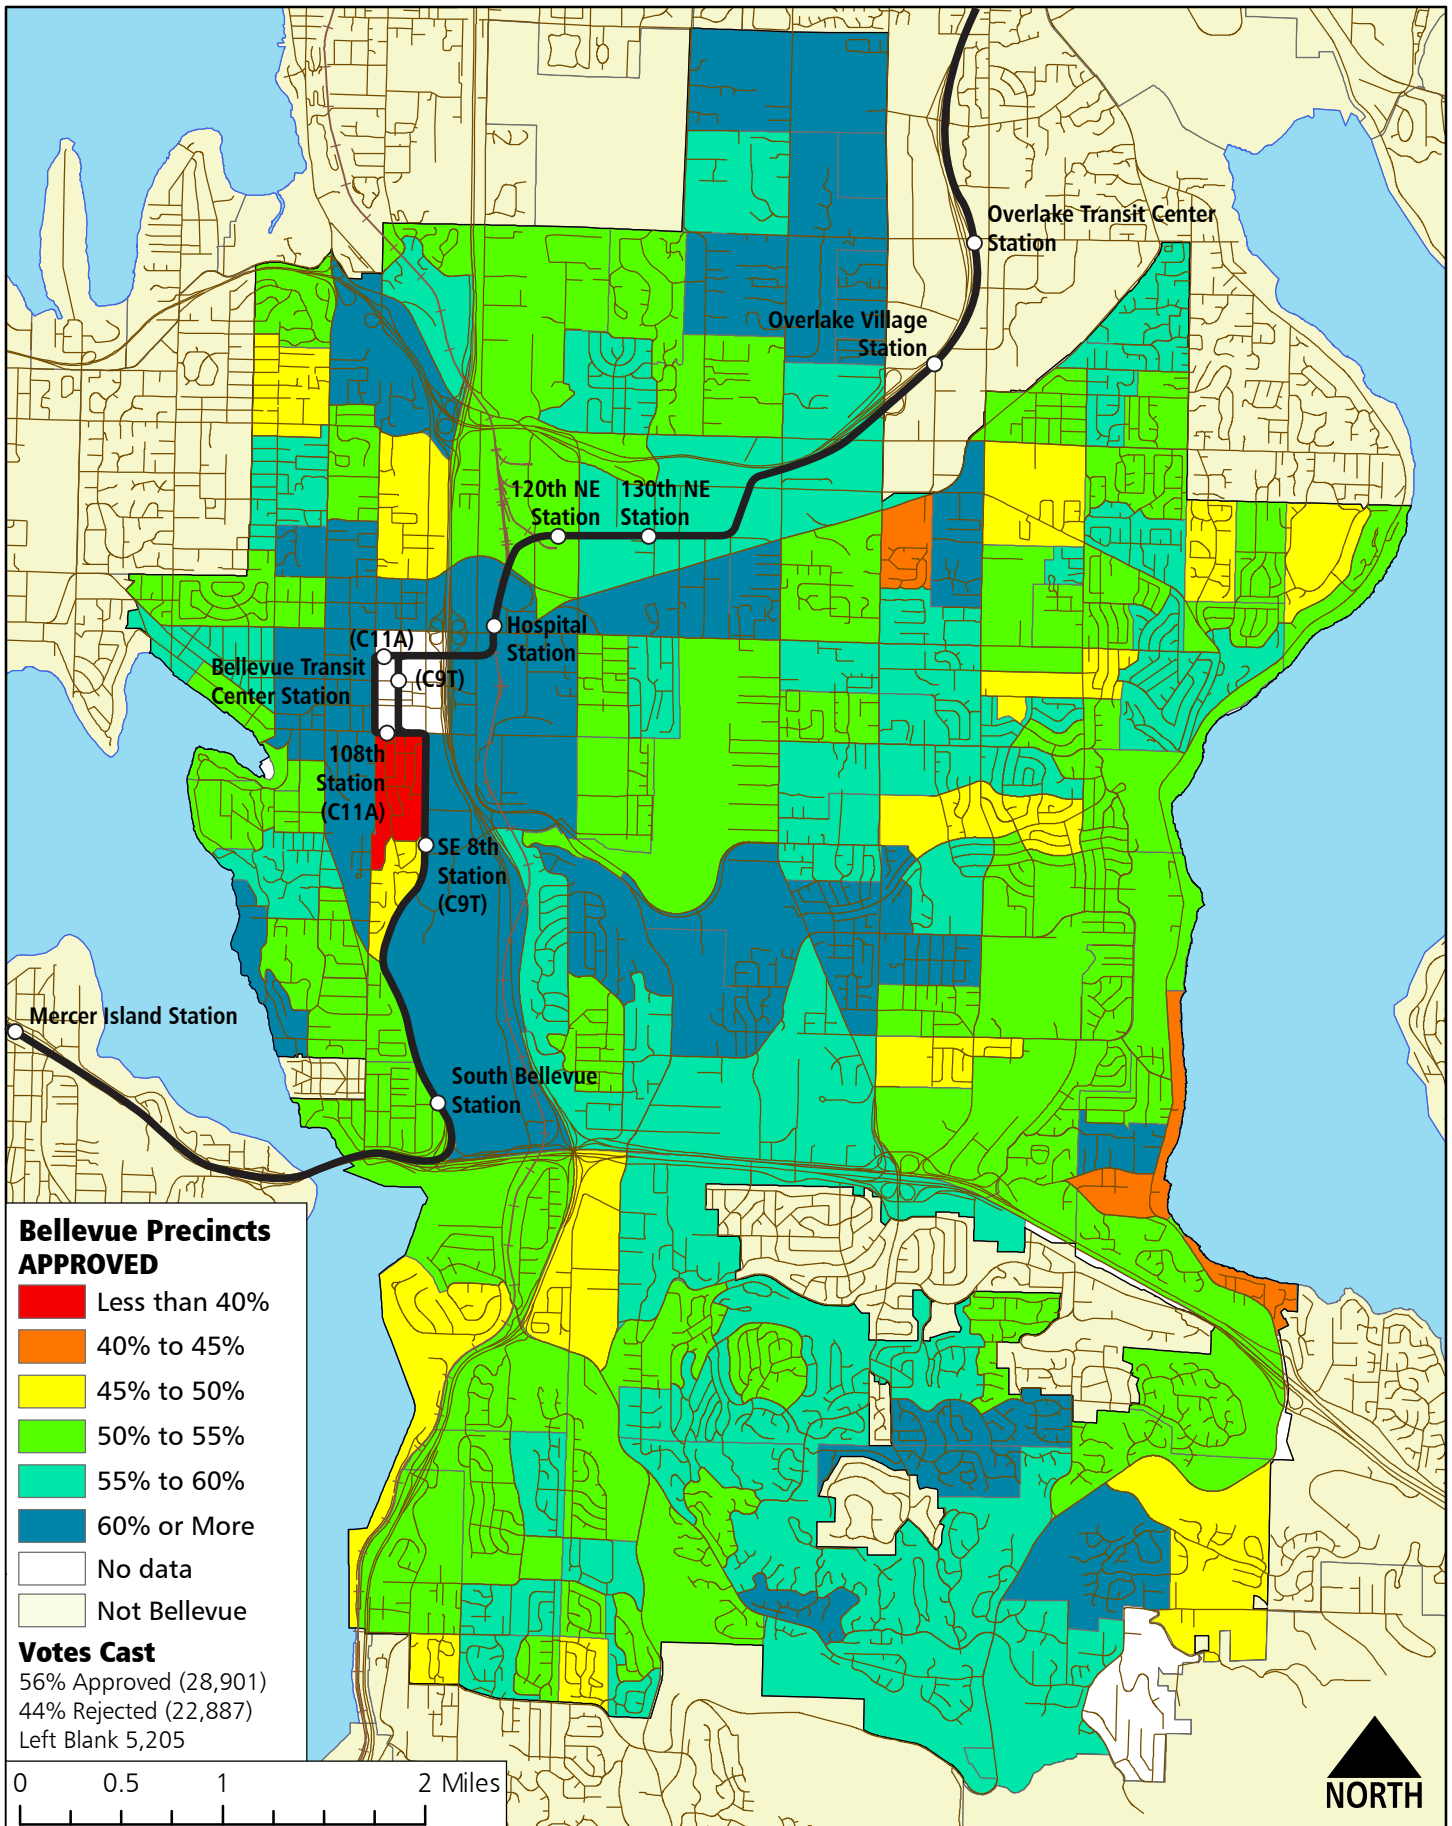 Overlake Transit Center
Station
Overlake Village
Station
120th NE
Station
130th NE
Station
Hospital
Station
(C11A)
Bellevue Transit
Center Station
(C9T)
108th
Station
(C11A)
SE 8th
Station
(C9T)
Mercer Island Station
South Bellevue
Station
Bellevue Precincts
APPROVED
Less than 40%
40% to 45%
45% to 50%
50% to 55%
55% to 60%
60% or More
No data
Not Bellevue
Votes Cast
56% Approved (28,901)
44% Rejected (22,887)
Left Blank 5,205
0 0.5 1 2 Miles
NORTH